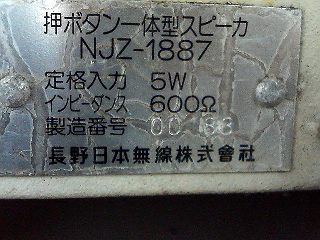 押ボタン一体型スピーカ
NJZ-1887
定格入力 5W
インピーダンス 600Ω
製造番号
長野日本無線株式會社